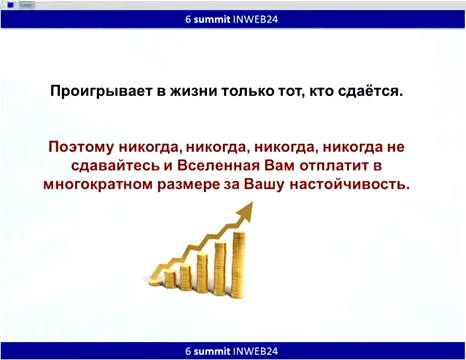 6 summit INWEB24
Проигрывает в жизни только тот, кто сдаётся.
Поэтому никогда, никогда, никогда, никогда не
сдавайтесь и Вселенная Вам отплатит в
многократном размере за Вашу настойчивость.
6 summit INWEB24